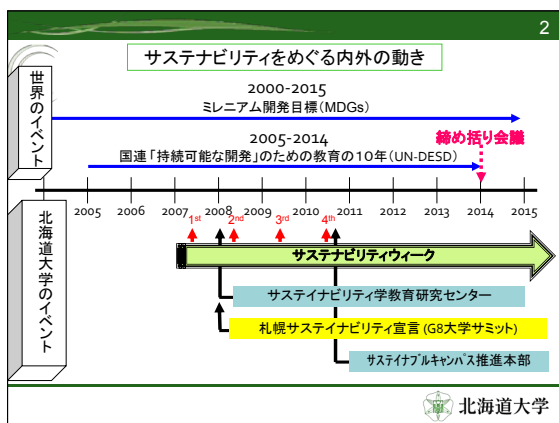 2
サステナビリティをめぐる内外の動き
世界のイベント
2000-2015
ミレニアム開発目標(MDGs)
2005-2014
国連「持続可能な開発」のための教育の10年(UN-DESD)
締め括り会議
2005 2006 2007 2008 2009 2010 2011 2012 2013 2014 2015
北海道大学のイベント
1st 2nd 3rd 4th
サステナビリティウィーク
サステイナビリティ学教育研究センター
札幌サステイナビリティ宣言 (G8大学サミット)
サステイナブルキャンパス推進本部
北海道大学